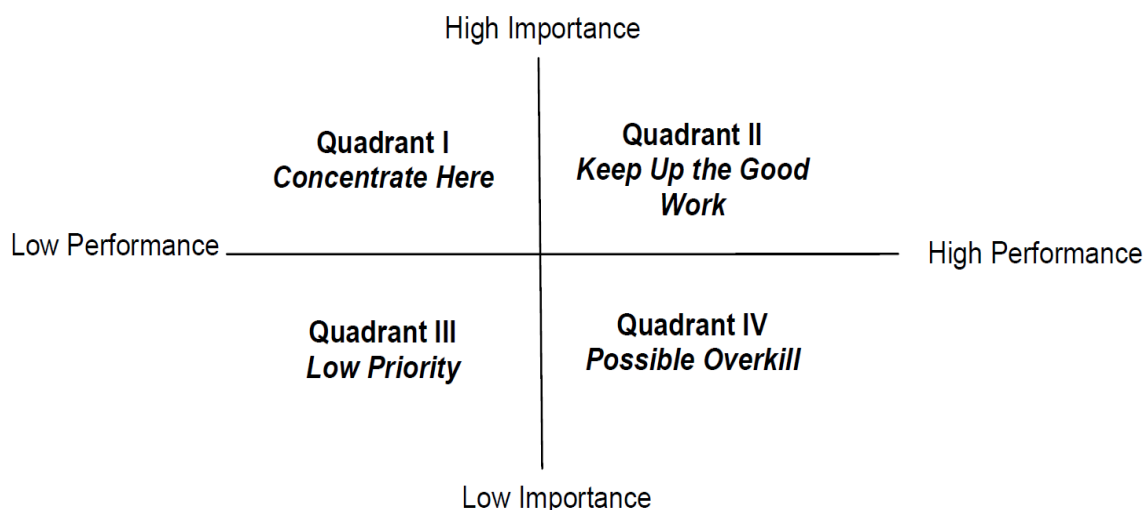 High Importance
Quadrant I
Concentrate Here
Quadrant II
Keep Up the Good
Work
Low Performance
High Performance
Quadrant III
Low Priority
Quadrant IV
Possible Overkill
Low Importance